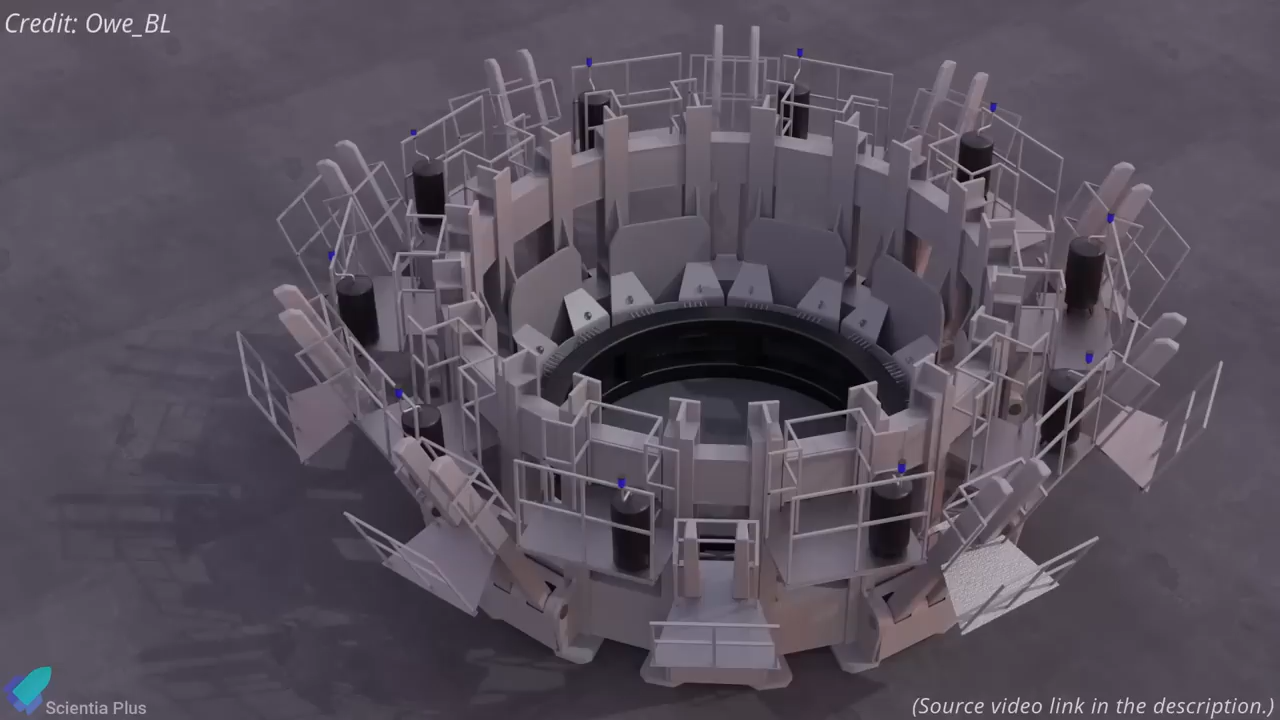 Credit: Owe_BL
Scientia Plus
(Source video link in the description.)